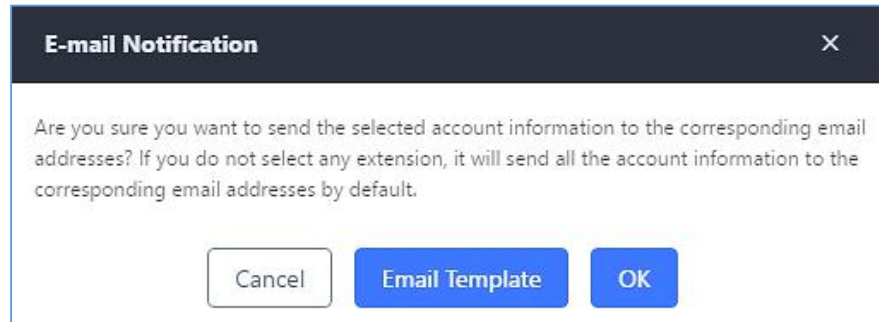 E-mail Notification
Are you sure you want to send the selected account information to the corresponding email
addresses? If you do not select any extension, it will send all the account information to the
corresponding email addresses by default.
Cancel Email Template OK